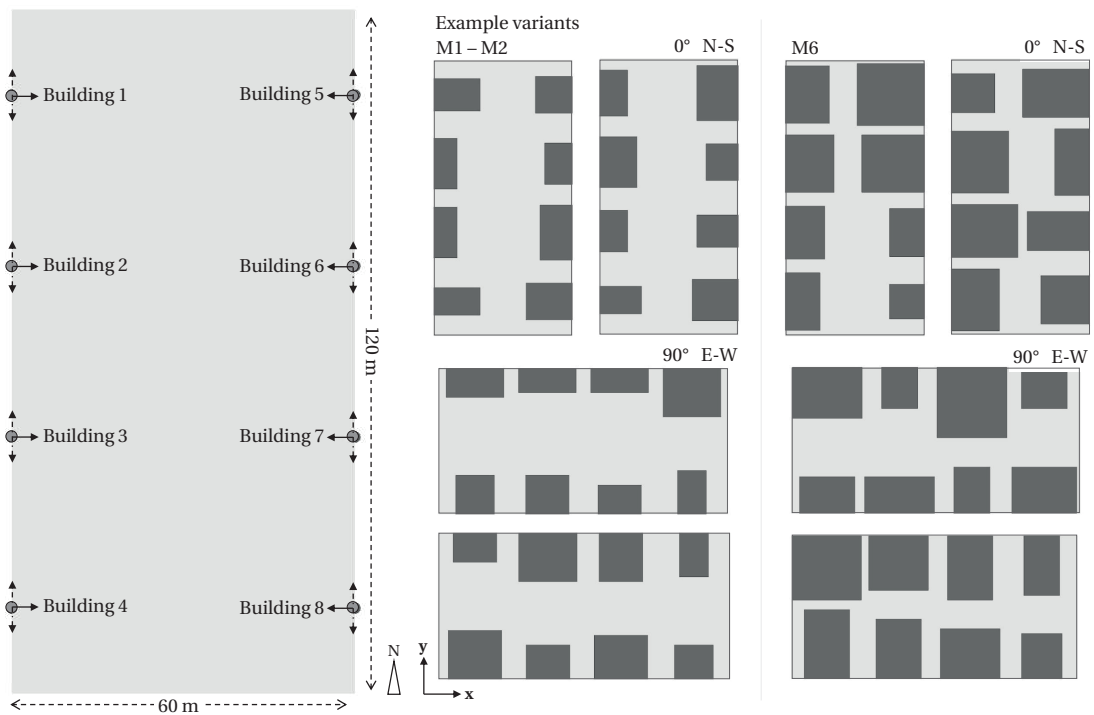 Building 1
Building 5
Building 2
Building 6
Building 3
Building 7
Building 4
Building 8
120 m
60 m
N
y
x
Example variants
M1 – M2
0° N-S
90° E-W
M6
0° N-S
90° E-W